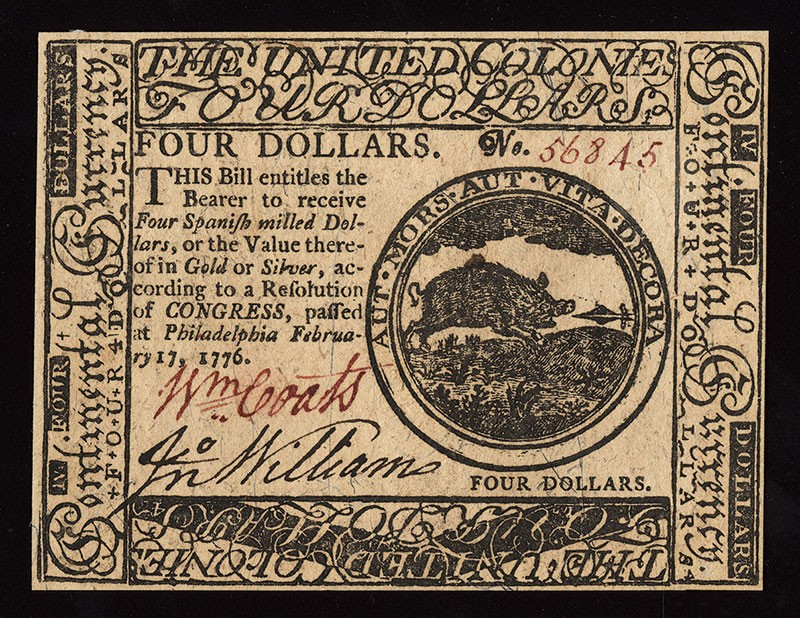 THE UNITED COLONIES
FOUR DOLLARS.
FOUR DOLLARS. No. 56845
THIS Bill entitles the
Bearer to receive
Four Spaniſh milled Dol-
lars, or the Value there-
of in Gold or Silver, ac-
cording to a Reſolution
of CONGRESS, paſſed
at Philadelphia Februa-
ry 17, 1776.
AUT · MORS · AUT · VITA · DECORA
Wm. Coats
Jno Williams
FOUR DOLLARS.
FOUR DOLLARS
THE UNITED COLONIES
Continental Currency.
FOUR DOLLARS
IV FOUR DOLLARS
Continental Currency.
FOUR DOLLARS
IV FOUR DOLLARS